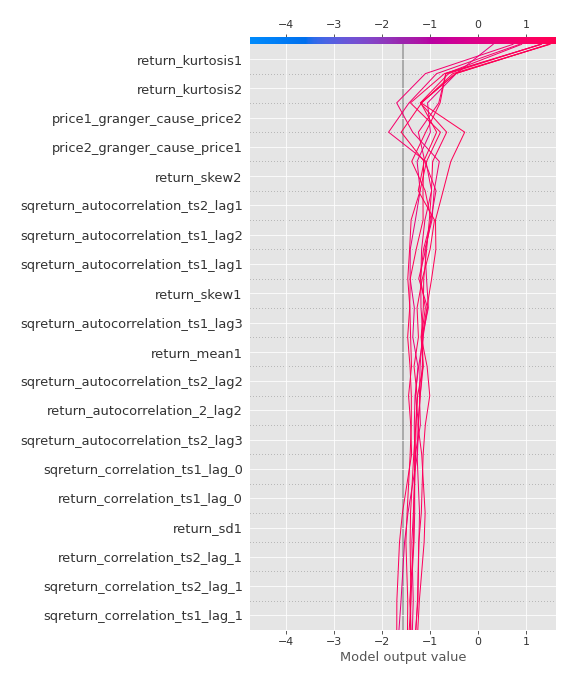 −4 −3 −2 −1 0 1
return_kurtosis1
return_kurtosis2
price1_granger_cause_price2
price2_granger_cause_price1
return_skew2
sqreturn_autocorrelation_ts2_lag1
sqreturn_autocorrelation_ts1_lag2
sqreturn_autocorrelation_ts1_lag1
return_skew1
sqreturn_autocorrelation_ts1_lag3
return_mean1
sqreturn_autocorrelation_ts2_lag2
return_autocorrelation_2_lag2
sqreturn_autocorrelation_ts2_lag3
sqreturn_correlation_ts1_lag_0
return_correlation_ts1_lag_0
return_sd1
return_correlation_ts2_lag_1
sqreturn_correlation_ts2_lag_1
sqreturn_correlation_ts1_lag_1
−4 −3 −2 −1 0 1
Model output value